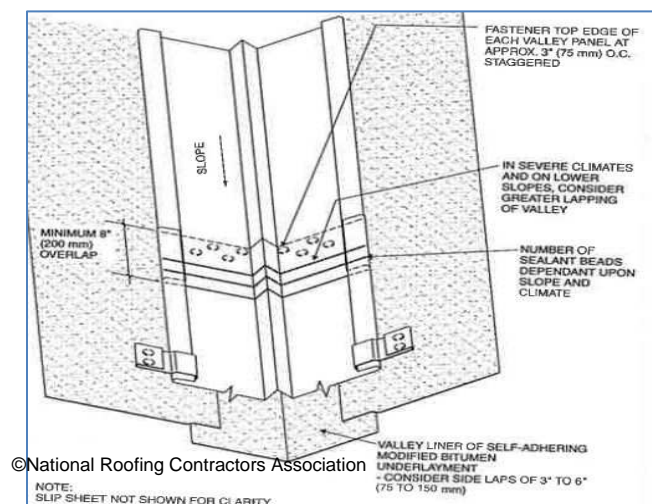 FASTENER TOP EDGE OF
EACH VALLEY PANEL AT
APPROX. 3" (75 mm) O.C.
STAGGERED
SLOPE
IN SEVERE CLIMATES
AND ON LOWER
SLOPES, CONSIDER
GREATER LAPPING
OF VALLEY
MINIMUM 8"
(200 mm)
OVERLAP
NUMBER OF
SEALANT BEADS
DEPENDANT UPON
SLOPE AND
CLIMATE
VALLEY LINER OF SELF-ADHERING
MODIFIED BITUMEN
UNDERLAYMENT
- CONSIDER SIDE LAPS OF 3" TO 6"
(75 TO 150 mm)
©National Roofing Contractors Association
NOTE:
SLIP SHEET NOT SHOWN FOR CLARITY